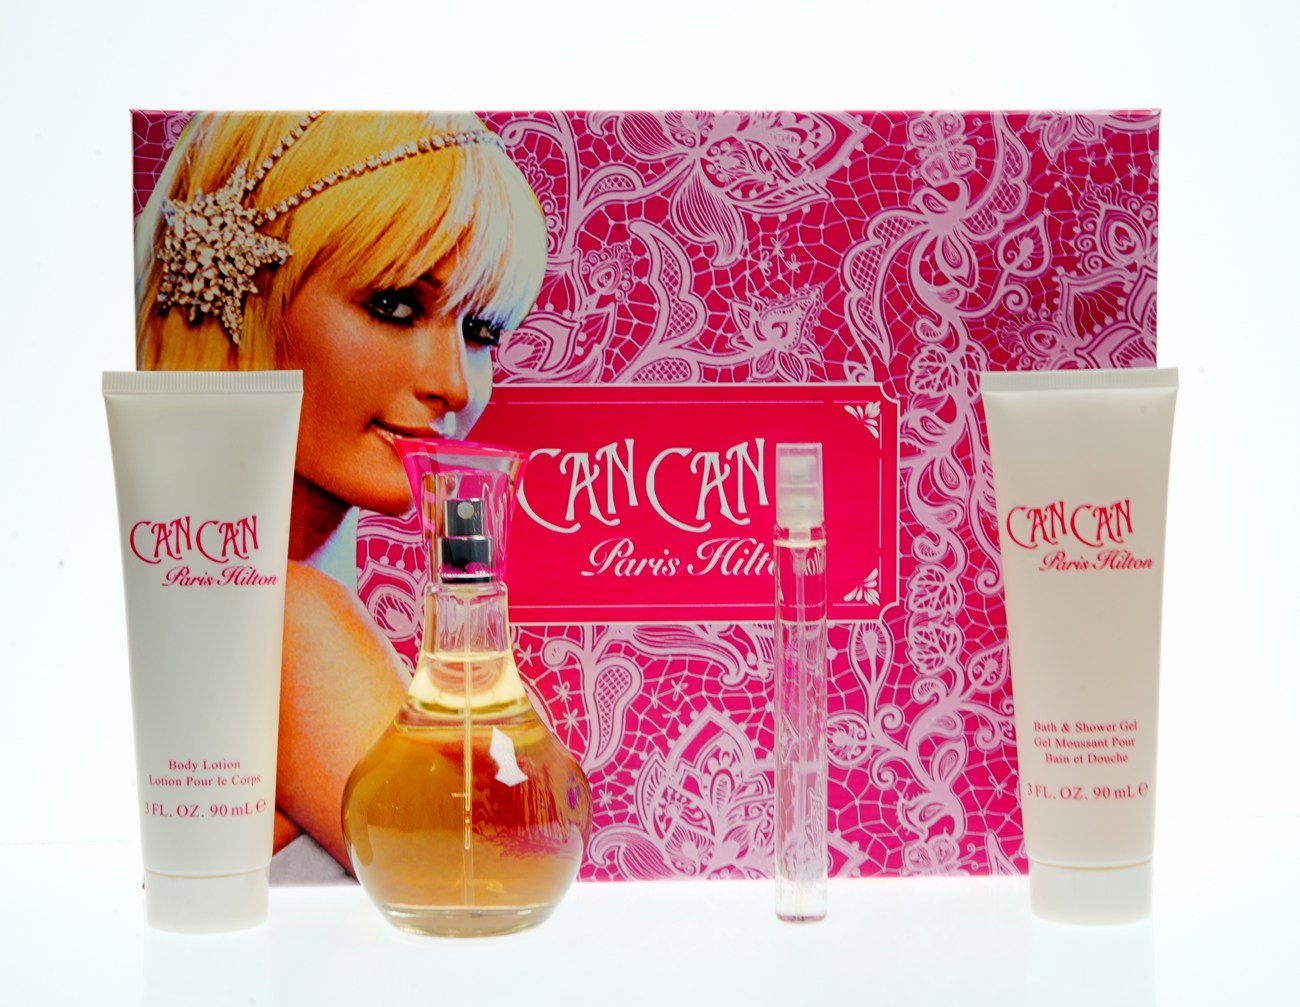 CAN CAN
Paris Hilton
Body Lotion
Lotion Pour le Corps
3 FL. OZ. 90 mL e
CAN CAN
Paris
CAN CAN
Paris Hilton
Bath & Shower Gel
Gel Moussant Pour
Bain et Douche
3 FL. OZ. 90 mL e